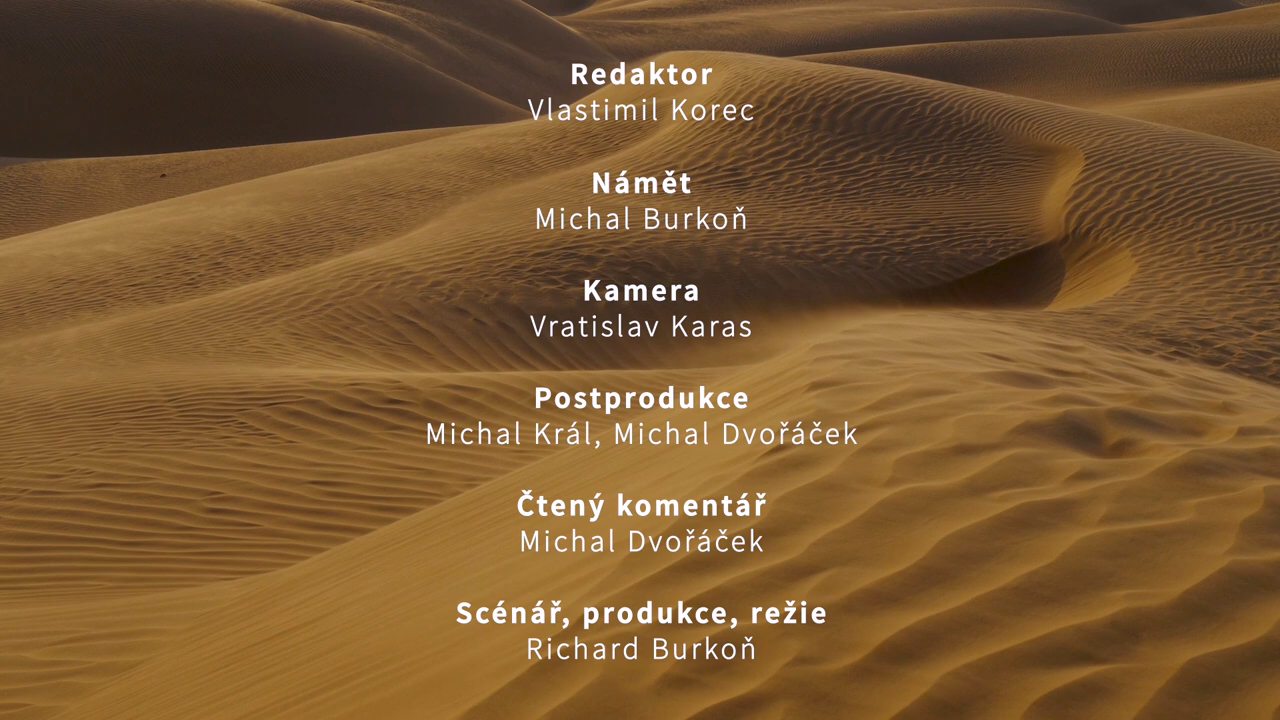 Redaktor
Vlastimil Korec
Námět
Michal Burkoň
Kamera
Vratislav Karas
Postprodukce
Michal Král, Michal Dvořáček
Čtený komentář
Michal Dvořáček
Scénář, produkce, režie
Richard Burkoň